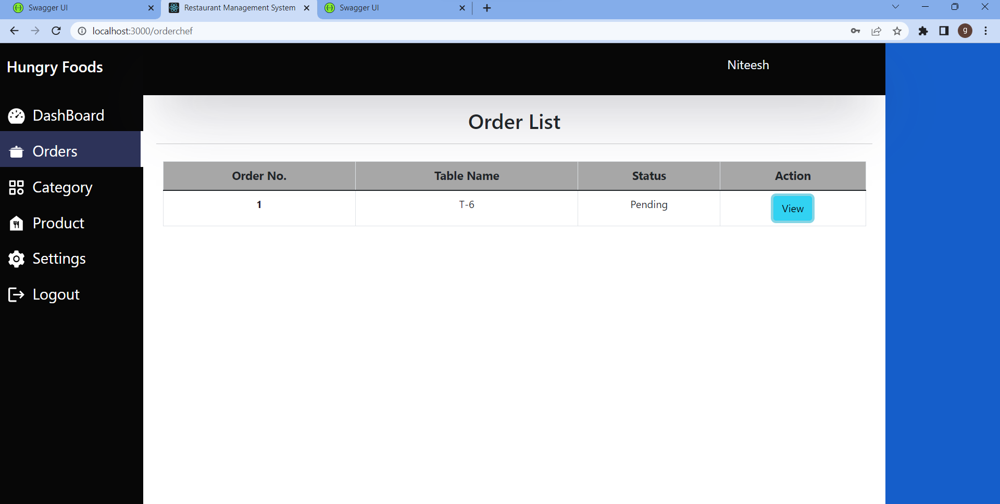 Swagger UI
Restaurant Management System
Swagger UI
localhost:3000/orderchef
g
Hungry Foods
Niteesh
DashBoard
Orders
Category
Product
Settings
Logout
Order List
Order No. Table Name Status Action
1 T-6 Pending View